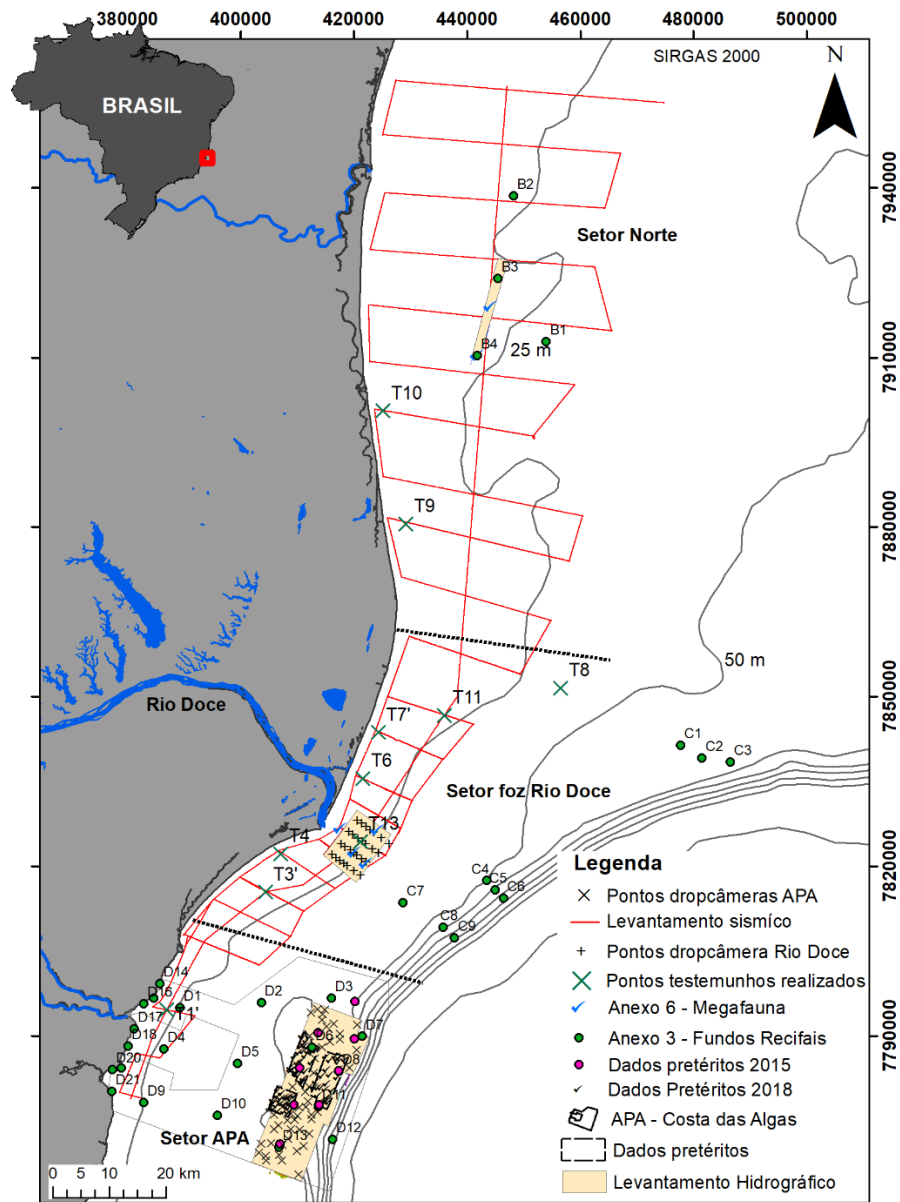 380000 400000 420000 440000 460000 480000 500000
SIRGAS 2000
N
BRASIL
7940000
B2
Setor Norte
B3
B1
25 m
B4
7910000
T10
T9
7880000
50 m
T8
7850000
Rio Doce
T11
T7'
C1
C2
C3
T6
Setor foz Rio Doce
T13
T4
7820000
T3'
C4
C5
C6
C7
C8
C9
D14
D16
D1
T1'
D2
D3
D17
D18
D4
D6
D7
7790000
D20
D5
D8
D21
D9
D10
D11
Setor APA
D13
D12
0 5 10 20 km
Legenda
Pontos dropcâmeras APA
Levantamento sismíco
Pontos dropcâmera Rio Doce
Pontos testemunhos realizados
Anexo 6 - Megafauna
Anexo 3 - Fundos Recifais
Dados pretéritos 2015
Dados Pretéritos 2018
APA - Costa das Algas
Dados pretéritos
Levantamento Hidrográfico